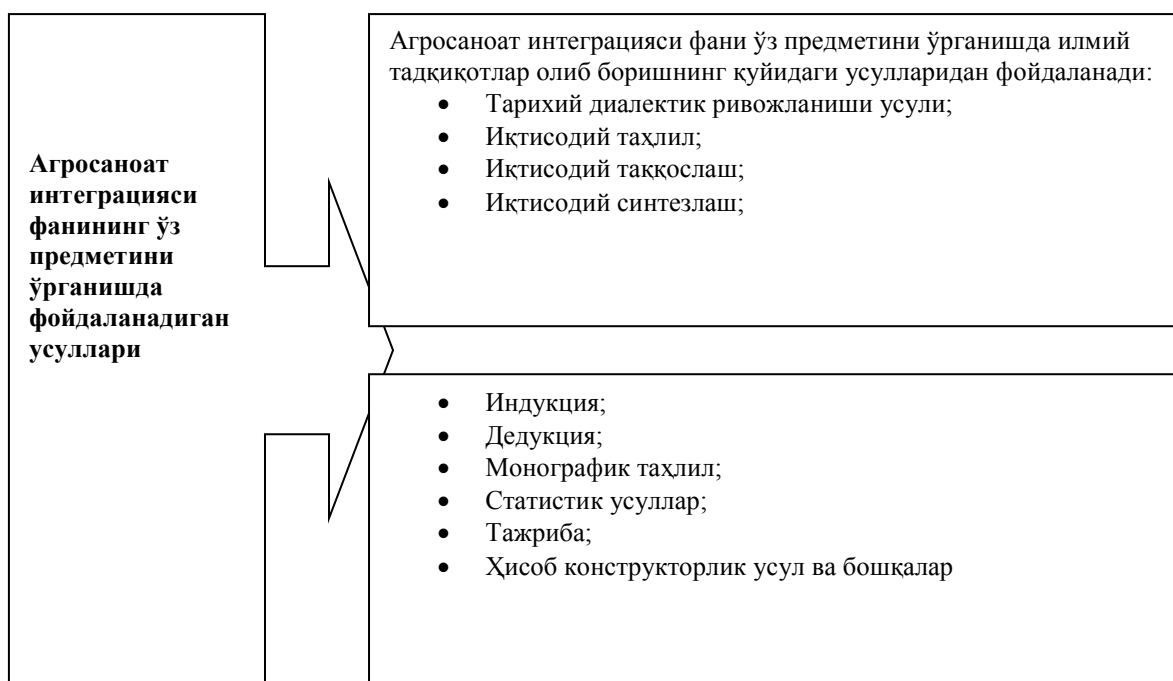 Агросаноат
интеграцияси
фанининг ўз
предметини
ўрганишда
фойдаланадиган
усуллари
Агросаноат интеграцияси фани ўз предметини ўрганишда илмий
тадқиқотлар олиб боришнинг қуйидаги усулларидан фойдаланади:
• Тарихий диалектик ривожланиши усули;
• Иқтисодий таҳлил;
• Иқтисодий таққослаш;
• Иқтисодий синтезлаш;
• Индукция;
• Дедукция;
• Монографик таҳлил;
• Статистик усуллар;
• Тажриба;
• Ҳисоб конструкторлик усул ва бошқалар